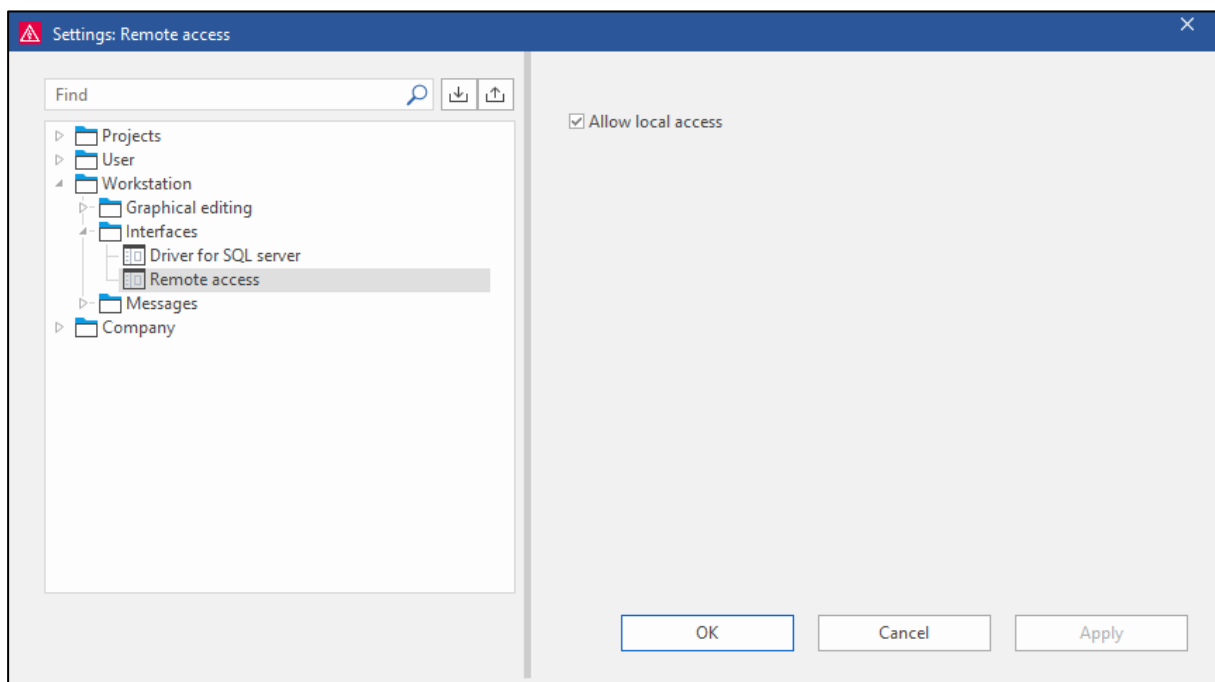 Settings: Remote access
Find
Projects
User
Workstation
Graphical editing
Interfaces
Driver for SQL server
Remote access
Messages
Company
Allow local access
OK
Cancel
Apply